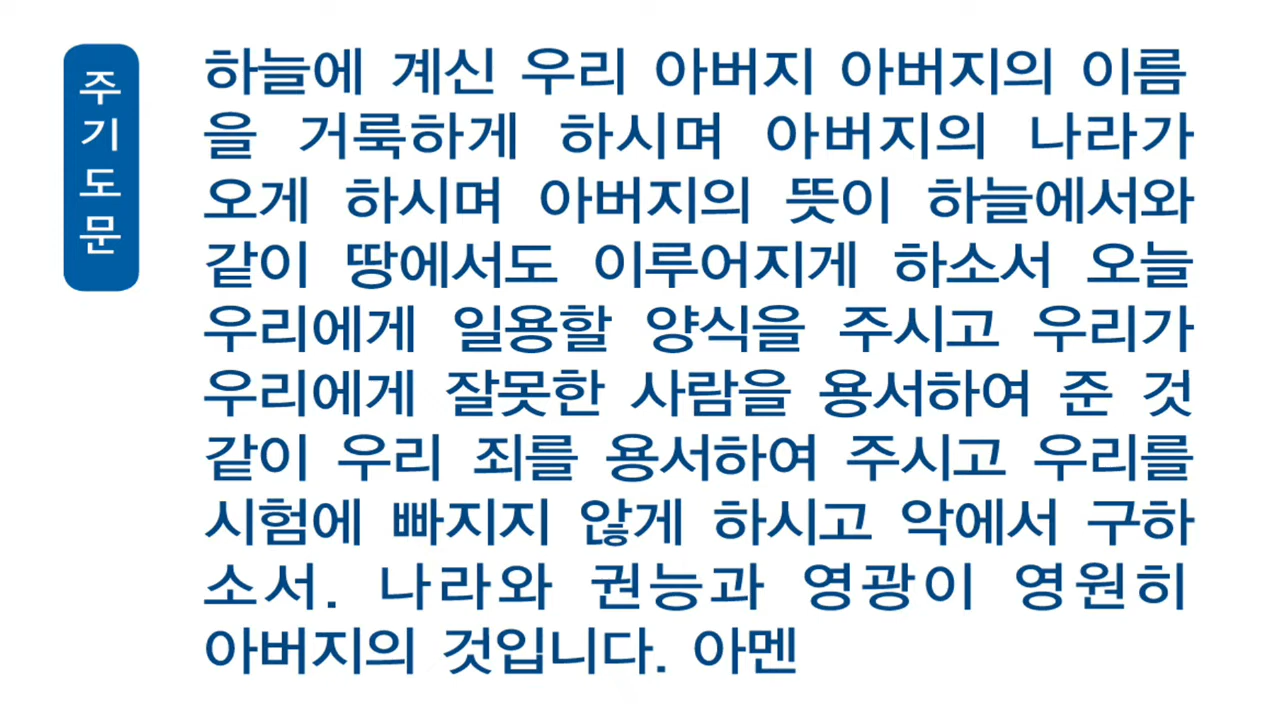 주기도문
하늘에 계신 우리 아버지 아버지의 이름
을 거룩하게 하시며 아버지의 나라가
오게 하시며 아버지의 뜻이 하늘에서와
같이 땅에서도 이루어지게 하소서 오늘
우리에게 일용할 양식을 주시고 우리가
우리에게 잘못한 사람을 용서하여 준 것
같이 우리 죄를 용서하여 주시고 우리를
시험에 빠지지 않게 하시고 악에서 구하
소서. 나라와 권능과 영광이 영원히
아버지의 것입니다. 아멘